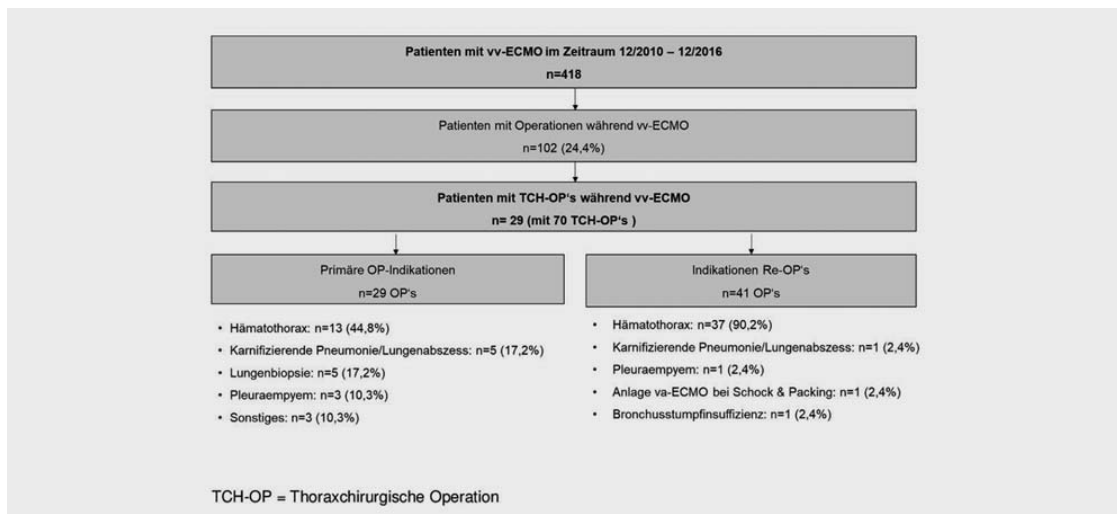 Patienten mit vv-ECMO im Zeitraum 12/2010 – 12/2016
n=418
Patienten mit Operationen während vv-ECMO
n=102 (24,4%)
Patienten mit TCH-OP's während vv-ECMO
n= 29 (mit 70 TCH-OP's )
Primäre OP-Indikationen
n=29 OP's
• Hämatothorax: n=13 (44,8%)
• Karnifizierende Pneumonie/Lungenabszess: n=5 (17,2%)
• Lungenbiopsie: n=5 (17,2%)
• Pleuraempyem: n=3 (10,3%)
• Sonstiges: n=3 (10,3%)
Indikationen Re-OP's
n=41 OP's
• Hämatothorax: n=37 (90,2%)
• Karnifizierende Pneumonie/Lungenabszess: n=1 (2,4%)
• Pleuraempyem: n=1 (2,4%)
• Anlage va-ECMO bei Schock & Packing: n=1 (2,4%)
• Bronchusstumpfinsuffizienz: n=1 (2,4%)
TCH-OP = Thoraxchirurgische Operation